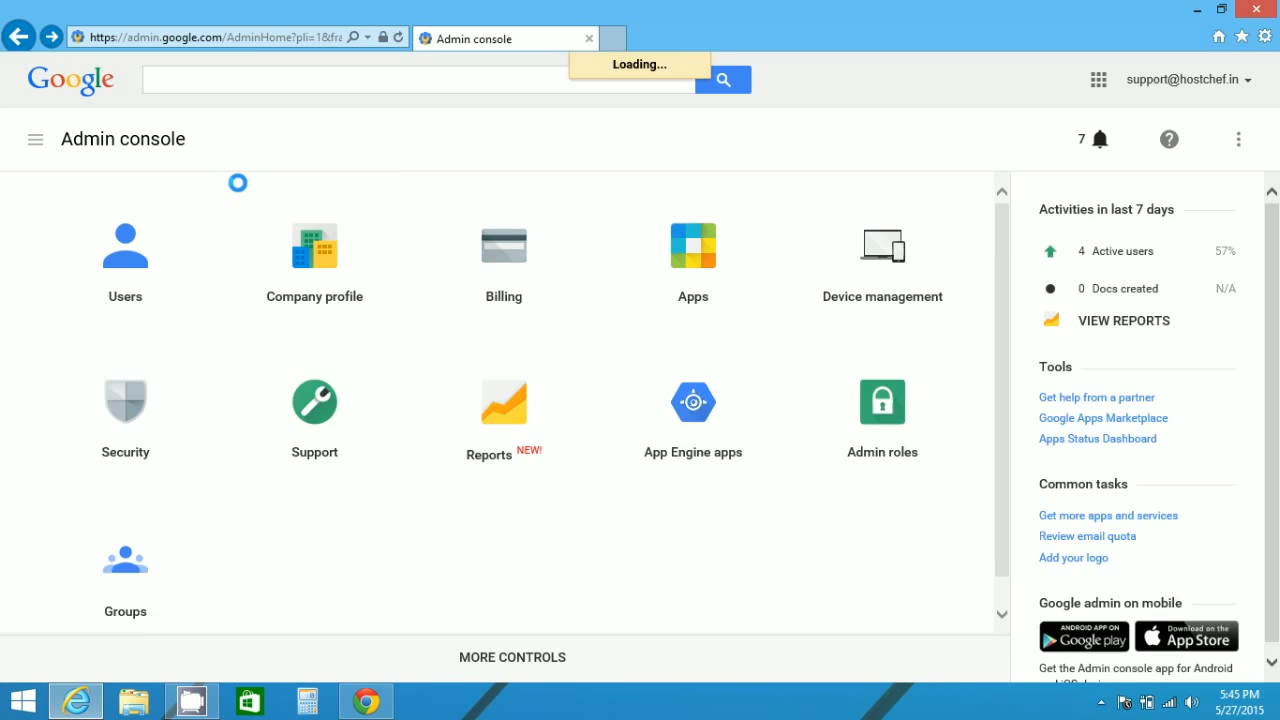 https://admin.google.com/AdminHome?pli=1&fra
Admin console
Loading...
Google
support@hostchef.in
Admin console
7
Users
Company profile
Billing
Apps
Device management
Security
Support
Reports NEW!
App Engine apps
Admin roles
Groups
MORE CONTROLS
Activities in last 7 days
4 Active users 57%
0 Docs created N/A
VIEW REPORTS
Tools
Get help from a partner
Google Apps Marketplace
Apps Status Dashboard
Common tasks
Get more apps and services
Review email quota
Add your logo
Google admin on mobile
ANDROID APP ON
Google play
Download on the
App Store
Get the Admin console app for Android
5:45 PM
5/27/2015